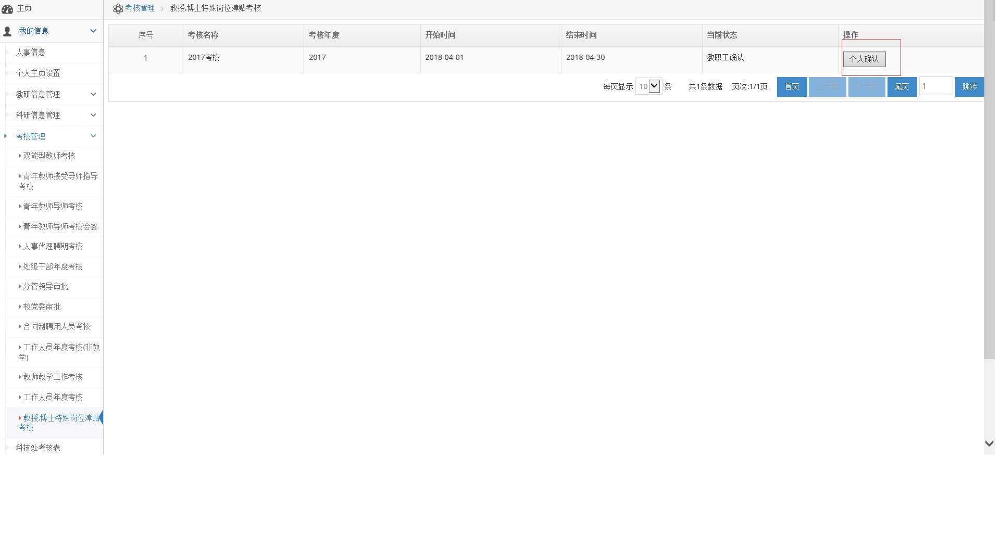 主页
考核管理 > 教授,博士特殊岗位津贴考核
我的信息
人事信息
个人主页设置
教研信息管理
科研信息管理
考核管理
双能型教师考核
青年教师接受导师指导
考核
青年教师导师考核
青年教师导师考核会签
人事代理聘期考核
处级干部年度考核
分管领导审批
校党委审批
合同制聘用人员考核
工作人员年度考核(非教
学)
教师教学工作考核
工作人员年度考核
教授,博士特殊岗位津贴
考核
科技处考核表
序号 考核名称 考核年度 开始时间 结束时间 当前状态 操作
1 2017考核 2017 2018-04-01 2018-04-30 教职工确认 个人确认
每页显示 10 条 共1条数据 页次:1/1页 首页 上一页 下一页 尾页 1 跳转